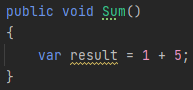 public void Sum()
{
    var result = 1 + 5;
}